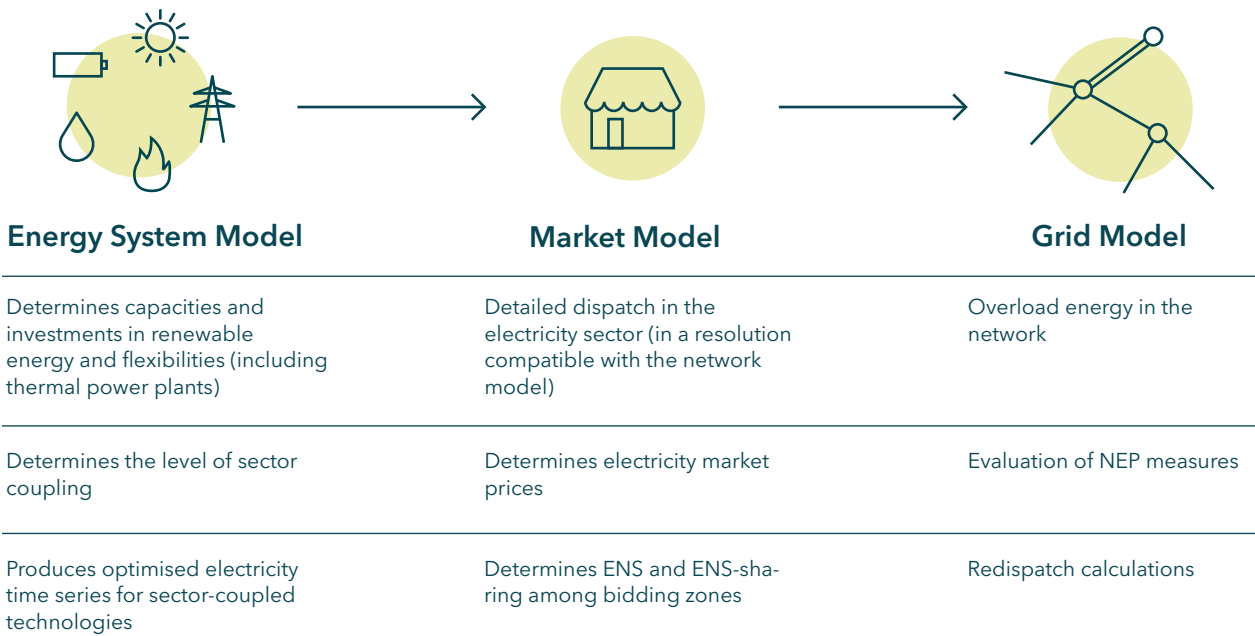 Energy System Model
Market Model
Grid Model
Determines capacities and
investments in renewable
energy and flexibilities (including
thermal power plants)
Detailed dispatch in the
electricity sector (in a resolution
compatible with the network
model)
Overload energy in the
network
Determines the level of sector
coupling
Determines electricity market
prices
Evaluation of NEP measures
Produces optimised electricity
time series for sector-coupled
technologies
Determines ENS and ENS-sha-
ring among bidding zones
Redispatch calculations